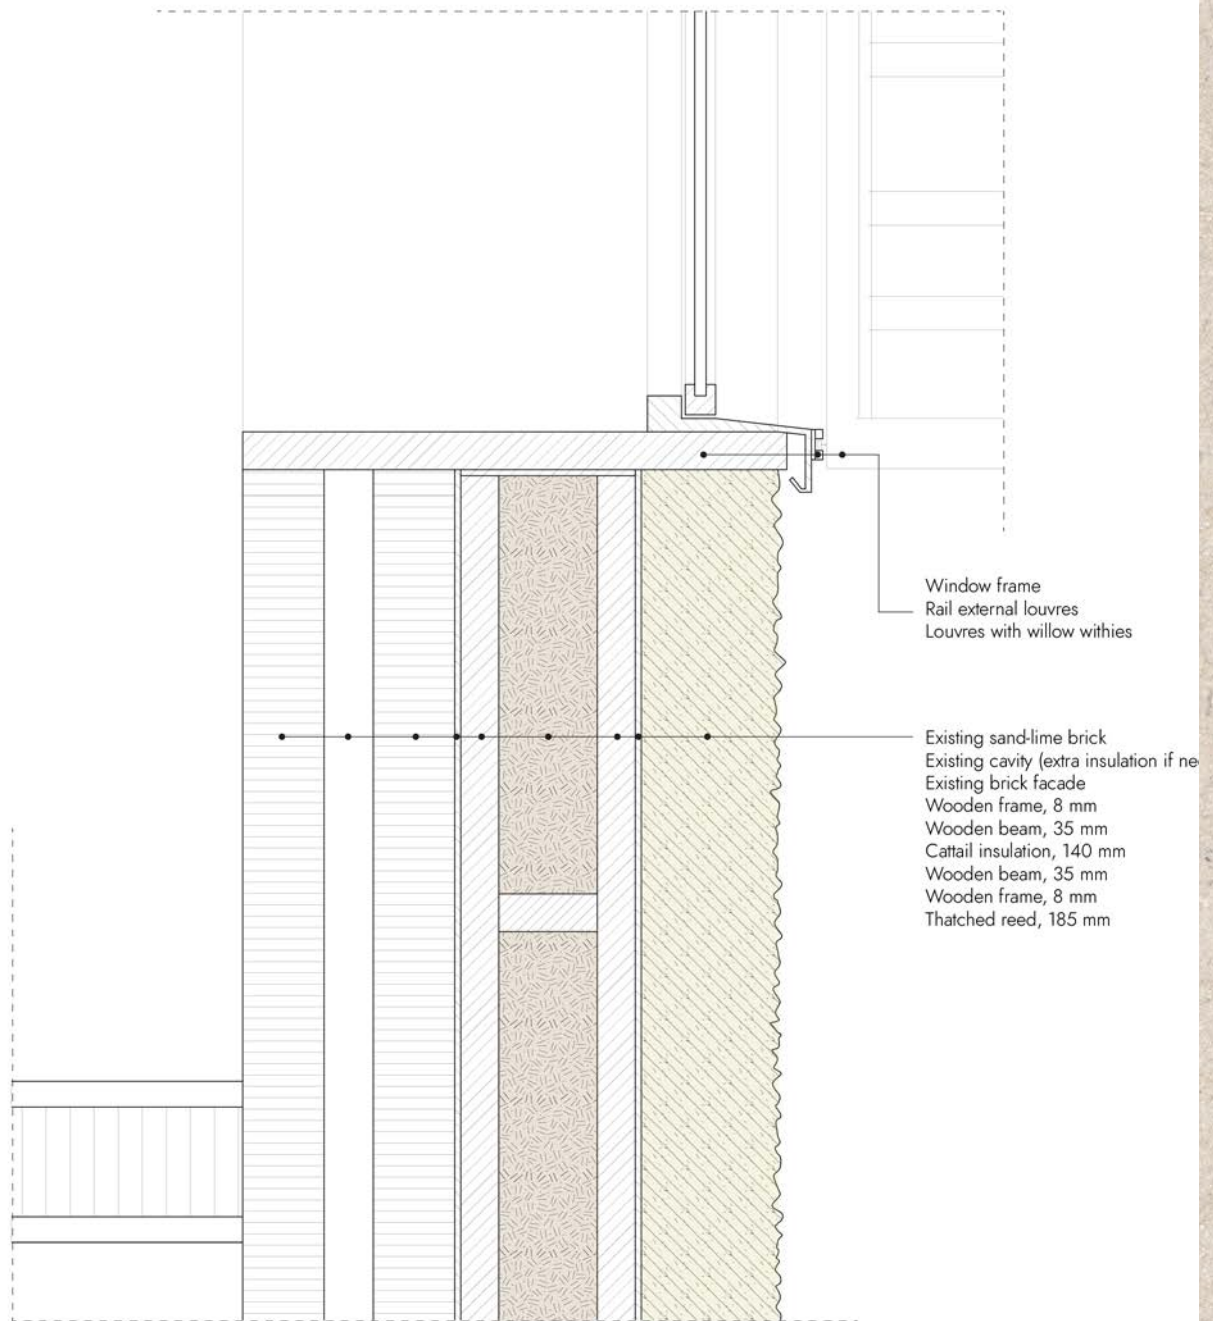 Window frame
Rail external louvres
Louvres with willow withies
Existing sand-lime brick
Existing cavity (extra insulation if
Existing brick facade
Wooden frame, 8 mm
Wooden beam, 35 mm
Cattail insulation, 140 mm
Wooden beam, 35 mm
Wooden frame, 8 mm
Thatched reed, 185 mm